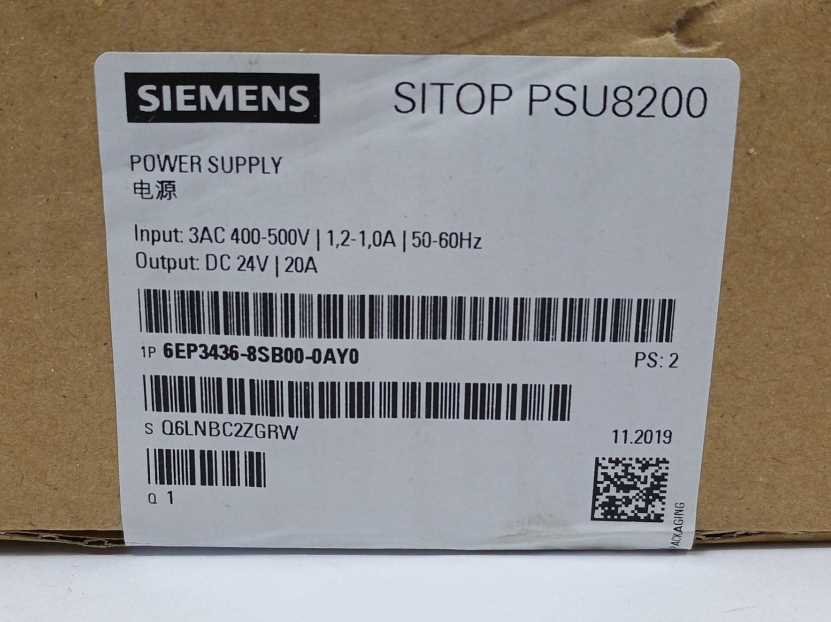 SIEMENS SITOP PSU8200
POWER SUPPLY
电源
Input: 3AC 400-500V | 1,2-1,0A | 50-60Hz
Output: DC 24V | 20A
1P 6EP3436-8SB00-0AY0 PS: 2
S Q6LNBC2ZGRW 11.2019
Q 1
PACKAGING